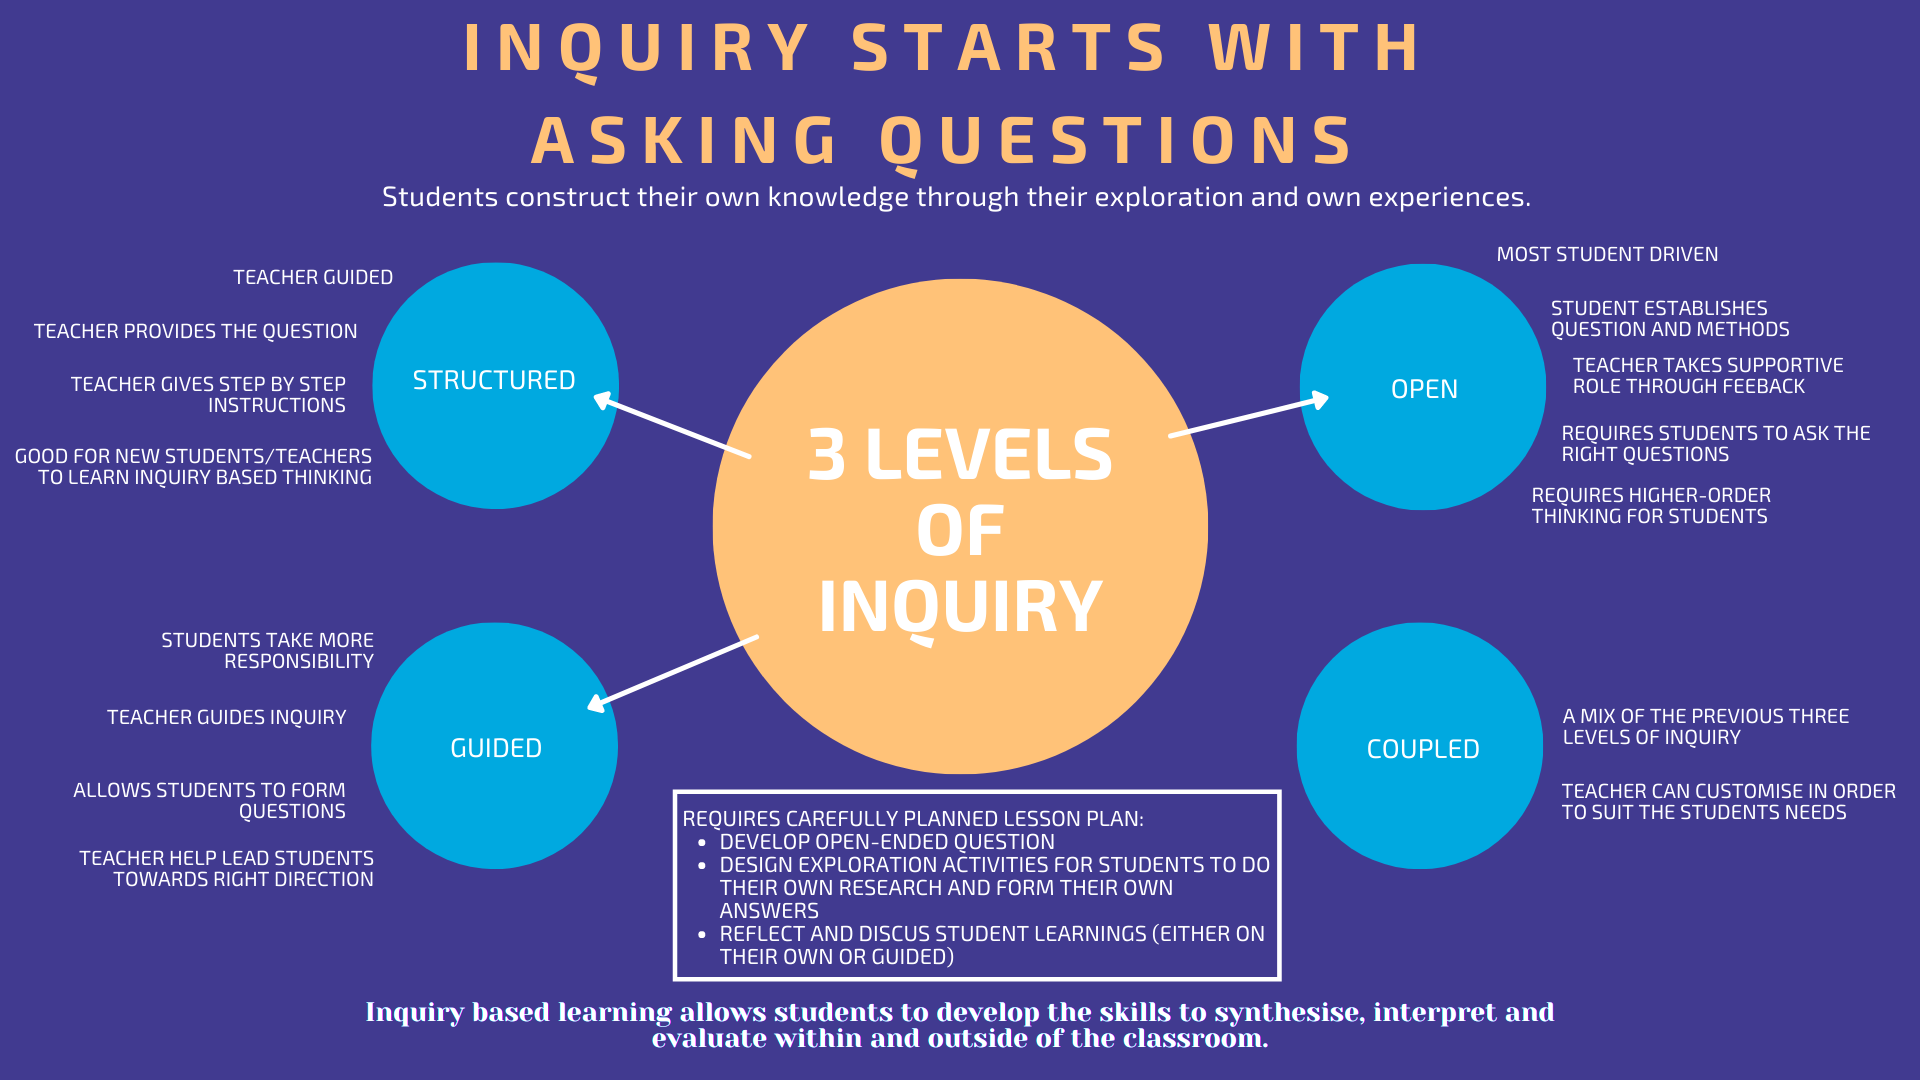 INQUIRY STARTS WITH
ASKING QUESTIONS
Students construct their own knowledge through their exploration and own experiences.
TEACHER GUIDED
TEACHER PROVIDES THE QUESTION
TEACHER GIVES STEP BY STEP
INSTRUCTIONS
GOOD FOR NEW STUDENTS/TEACHERS
TO LEARN INQUIRY BASED THINKING
STRUCTURED
3 LEVELS
OF
INQUIRY
OPEN
MOST STUDENT DRIVEN
STUDENT ESTABLISHES
QUESTION AND METHODS
TEACHER TAKES SUPPORTIVE
ROLE THROUGH FEEBACK
REQUIRES STUDENTS TO ASK THE
RIGHT QUESTIONS
REQUIRES HIGHER-ORDER
THINKING FOR STUDENTS
STUDENTS TAKE MORE
RESPONSIBILITY
TEACHER GUIDES INQUIRY
ALLOWS STUDENTS TO FORM
QUESTIONS
TEACHER HELP LEAD STUDENTS
TOWARDS RIGHT DIRECTION
GUIDED
COUPLED
A MIX OF THE PREVIOUS THREE
LEVELS OF INQUIRY
TEACHER CAN CUSTOMISE IN ORDER
TO SUIT THE STUDENTS NEEDS
REQUIRES CAREFULLY PLANNED LESSON PLAN:
• DEVELOP OPEN-ENDED QUESTION
• DESIGN EXPLORATION ACTIVITIES FOR STUDENTS TO DO
THEIR OWN RESEARCH AND FORM THEIR OWN
ANSWERS
• REFLECT AND DISCUS STUDENT LEARNINGS (EITHER ON
THEIR OWN OR GUIDED)
Inquiry based learning allows students to develop the skills to synthesise, interpret and
evaluate within and outside of the classroom.